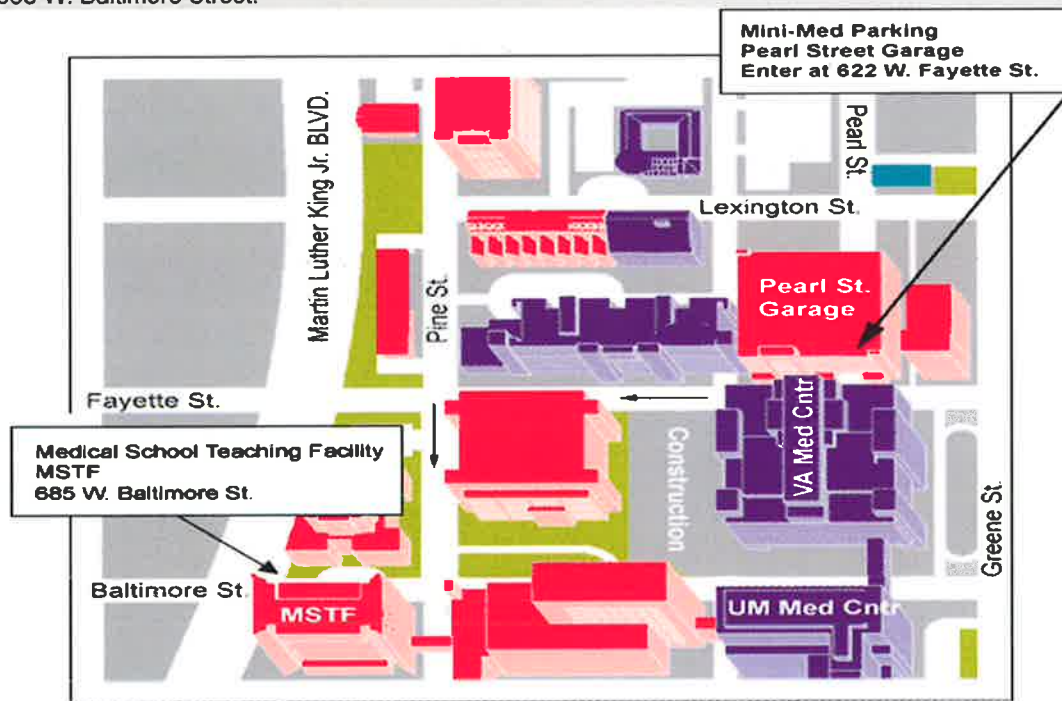 W. Baltimore Street.
Mini-Med Parking
Pearl Street Garage
Enter at 622 W. Fayette St.
Martin Luther King Jr. BLVD.
Pearl St.
Lexington St.
Pine St.
Pearl St.
Garage
Fayette St.
VA Med Cntr
Construction
Medical School Teaching Facility
MSTF
685 W. Baltimore St.
Greene St.
Baltimore St.
MSTF
UM Med Cntr